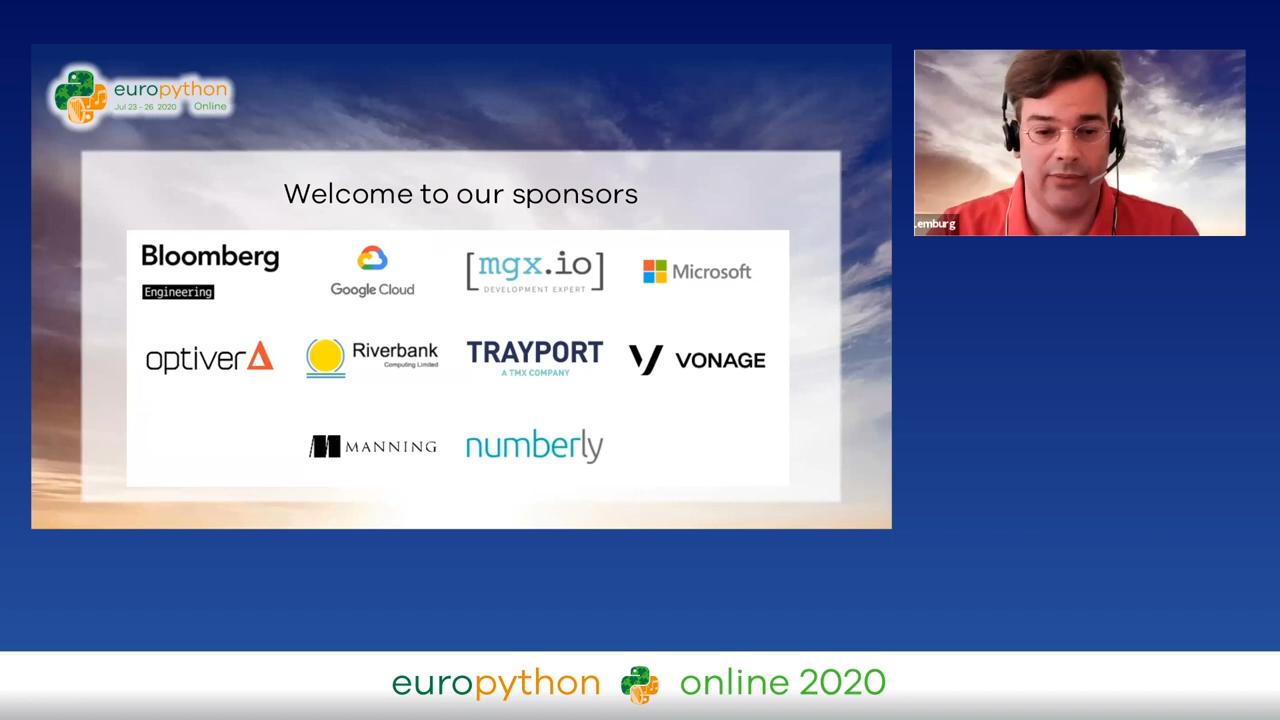 europython
Jul 23 - 26 2020 Online
Welcome to our sponsors
Bloomberg
Engineering
Google Cloud
[mgx.io]
DEVELOPMENT EXPERT
Microsoft
optiver
Riverbank
Computing Limited
TRAYPORT
A TMX COMPANY
VONAGE
MANNING
numberly
.emburg
europython online 2020